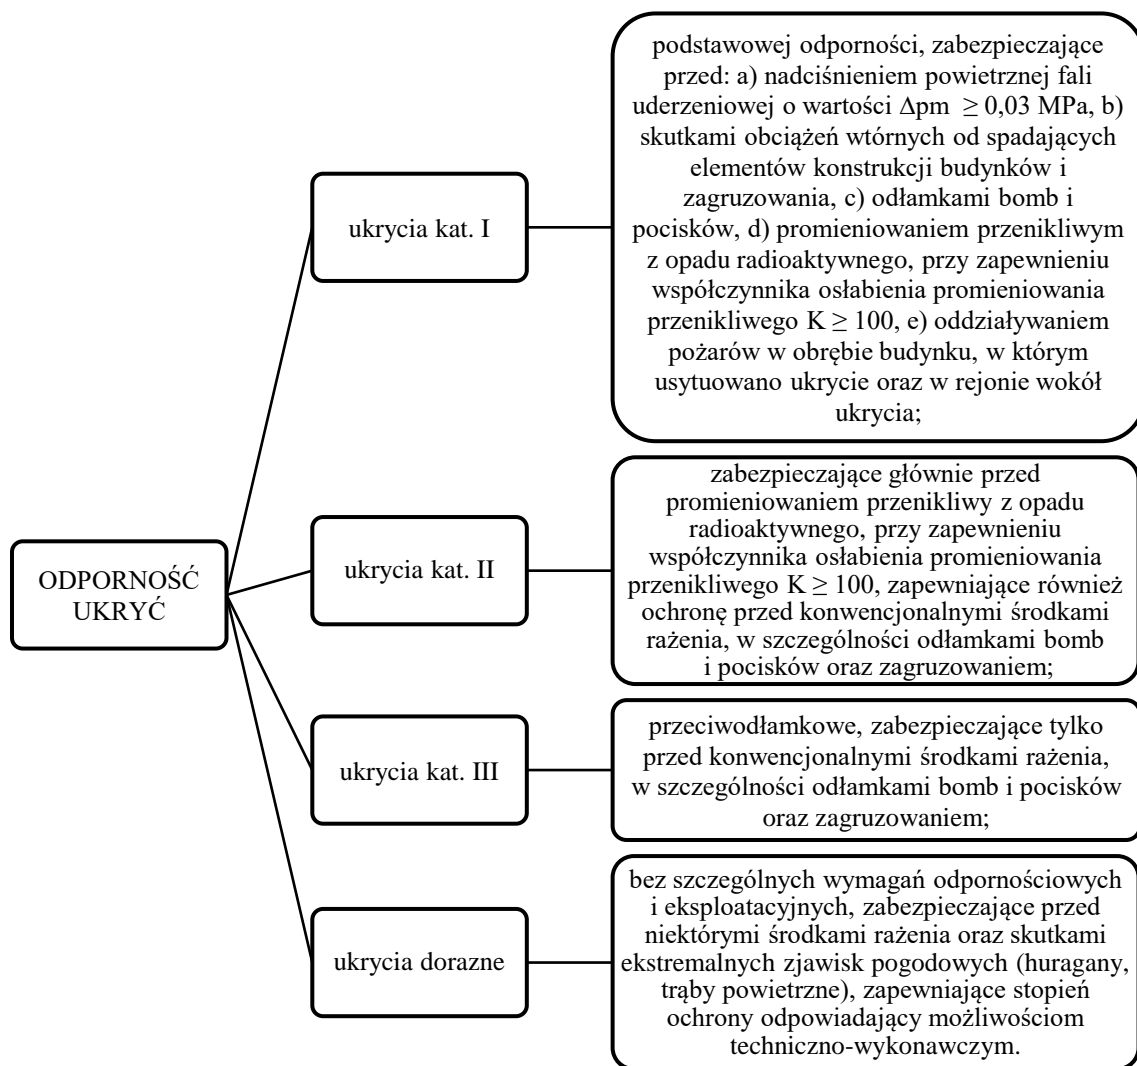 podstawowej odporności, zabezpieczające
przed: a) nadciśnieniem powietrznej fali
uderzeniowej o wartości Δpm ≥ 0,03 MPa, b)
skutkami obciążeń wtórnych od spadających
elementów konstrukcji budynków i
zagruzowania, c) odłamkami bomb i
pocisków, d) promieniowaniem przenikliwym
z opadu radioaktywnego, przy zapewnieniu
współczynnika osłabienia promieniowania
przenikliwego K ≥ 100, e) oddziaływaniem
pożarów w obrębie budynku, w którym
usytuowano ukrycie oraz w rejonie wokół
ukrycia;
ukrycia kat. I
zabezpieczające głównie przed
promieniowaniem przenikliwy z opadu
radioaktywnego, przy zapewnieniu
współczynnika osłabienia promieniowania
przenikliwego K ≥ 100, zapewniające również
ochronę przed konwencjonalnymi środkami
rażenia, w szczególności odłamkami bomb
i pocisków oraz zagruzowaniem;
ukrycia kat. II
ODPORNOŚĆ
UKRYĆ
przeciwodłamkowe, zabezpieczające tylko
przed konwencjonalnymi środkami rażenia,
w szczególności odłamkami bomb i pocisków
oraz zagruzowaniem;
ukrycia kat. III
bez szczególnych wymagań odpornościowych
i eksploatacyjnych, zabezpieczające przed
niektórymi środkami rażenia oraz skutkami
ekstremalnych zjawisk pogodowych (huragany,
trąby powietrzne), zapewniające stopień
ochrony odpowiadający możliwościom
techniczno-wykonawczym.
ukrycia dorazne